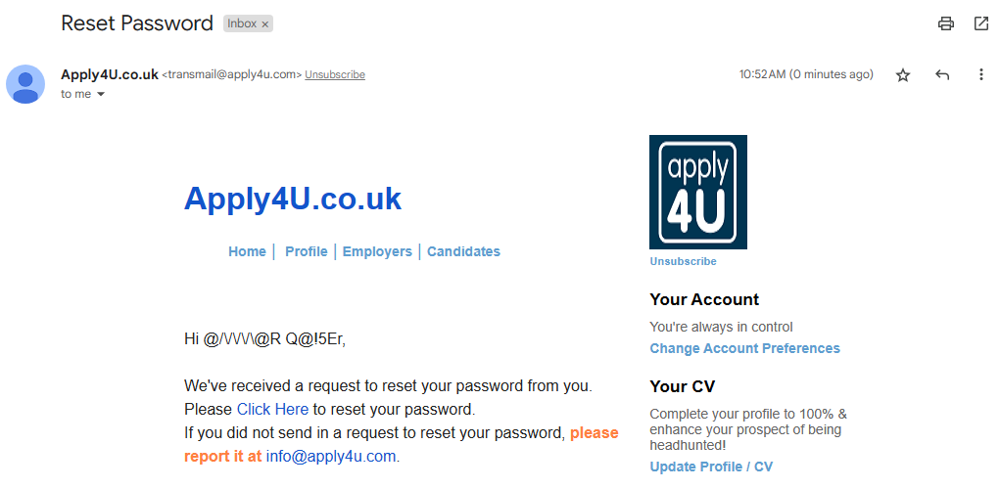 Reset Password Inbox ×
Apply4U.co.uk <transmail@apply4u.com> Unsubscribe 10:52 AM (0 minutes ago)
to me
apply
4U
Unsubscribe
Apply4U.co.uk
Home | Profile | Employers | Candidates
Hi @/\/\/\/\@R Q@!5Er,
We've received a request to reset your password from you.
Please Click Here to reset your password.
If you did not send in a request to reset your password, please
report it at info@apply4u.com.
Your Account
You're always in control
Change Account Preferences
Your CV
Complete your profile to 100% &
enhance your prospect of being
headhunted!
Update Profile / CV